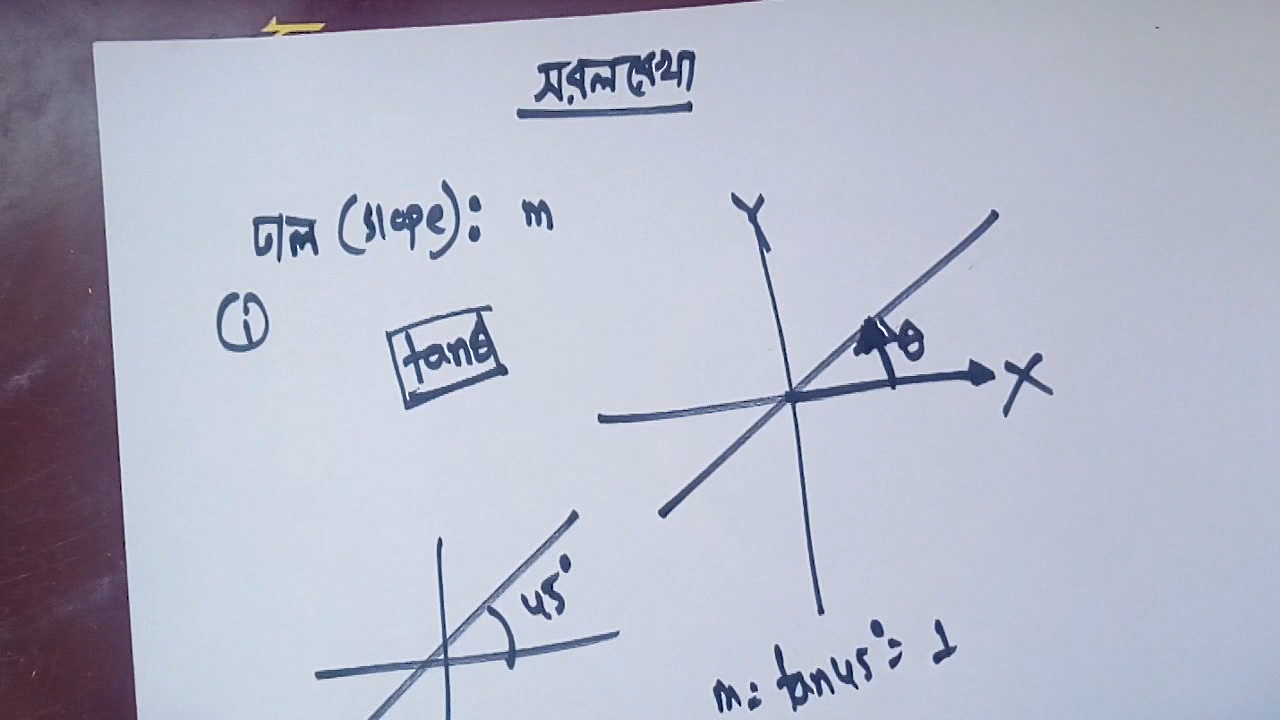 সরলরেখা
ঢাল (slope): m
i
tanθ
Y
θ
X
45°
m = tan45° = 1